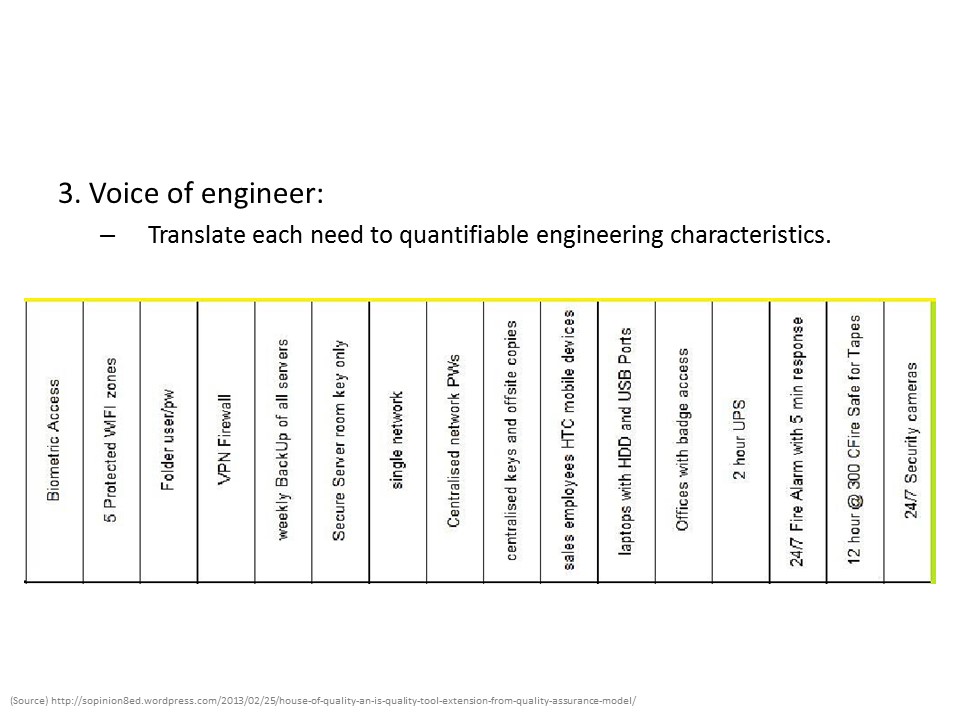 3. Voice of engineer:
– Translate each need to quantifiable engineering characteristics.
Biometric Access
5 Protected WIFI zones
Folder user/pw
VPN Firewall
weekly BackUp of all servers
Secure Server room key only
single network
Centralised network PWs
centralised keys and offsite copies
sales employees HTC mobile devices
laptops with HDD and USB Ports
Offices with badge access
2 hour UPS
24/7 Fire Alarm with 5 min response
12 hour @ 300 CFire Safe for Tapes
24/7 Security cameras
(Source) http://sopinion8ed.wordpress.com/2013/02/25/house-of-quality-an-is-quality-tool-extension-from-quality-assurance-model/